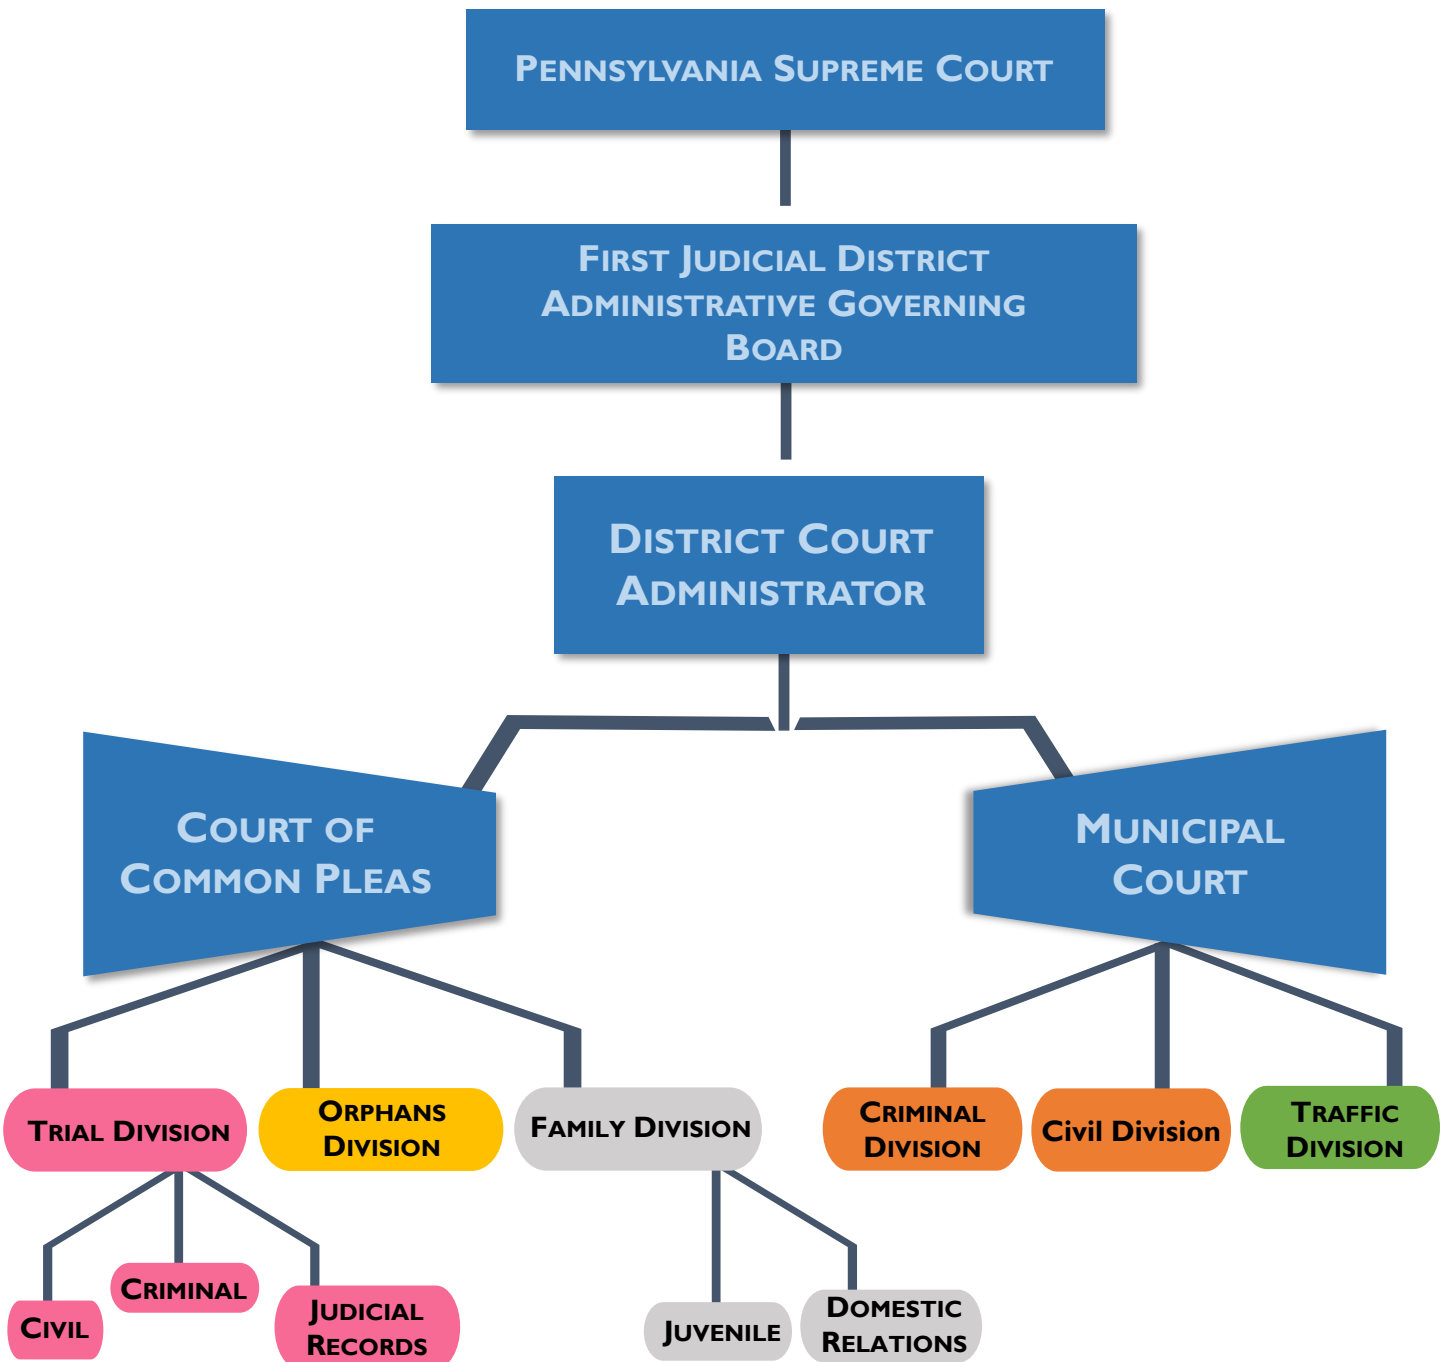 Pennsylvania Supreme Court
First Judicial District
Administrative Governing
Board
District Court
Administrator
Court of
Common Pleas
Municipal
Court
Trial Division
Orphans
Division
Family Division
Criminal
Division
Civil Division
Traffic
Division
Civil
Criminal
Judicial
Records
Juvenile
Domestic
Relations